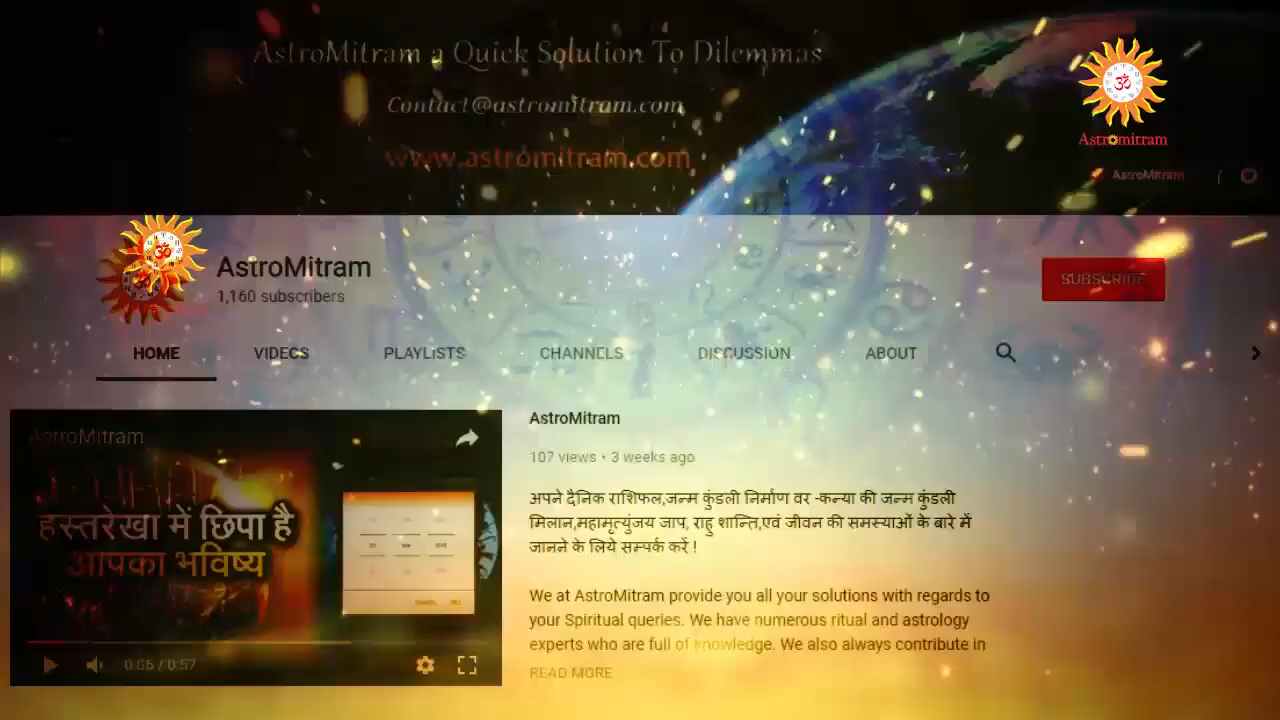 AstroMitram a Quick Solution To Dilemmas
Contact@astromitram.com
www.astromitram.com
ॐ
Astromitram
AstroMitram
ॐ
AstroMitram
1,160 subscribers
SUBSCRIBE
HOME VIDEOS PLAYLISTS CHANNELS DISCUSSION ABOUT
AstroMitram
हस्तरेखा में छिपा है
आपका भविष्य
0:06 / 0:57
AstroMitram
107 views • 3 weeks ago
अपने दैनिक राशिफल,जन्म कुंडली निर्माण वर -कन्या की जन्म कुंडली
मिलान,महामृत्युंजय जाप, राहु शान्ति,एवं जीवन की समस्याओं के बारे में
जानने के लिये सम्पर्क करें !
We at AstroMitram provide you all your solutions with regards to
your Spiritual queries. We have numerous ritual and astrology
experts who are full of knowledge. We also always contribute in
READ MORE